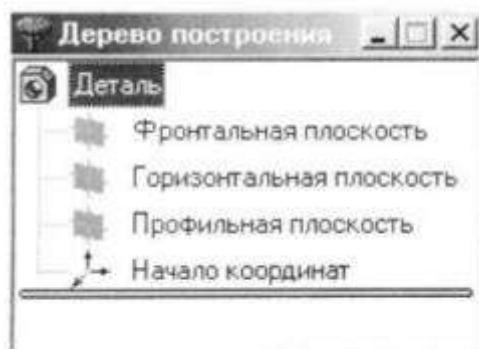 Дерево построения
Деталь
Фронтальная плоскость
Горизонтальная плоскость
Профильная плоскость
Начало координат